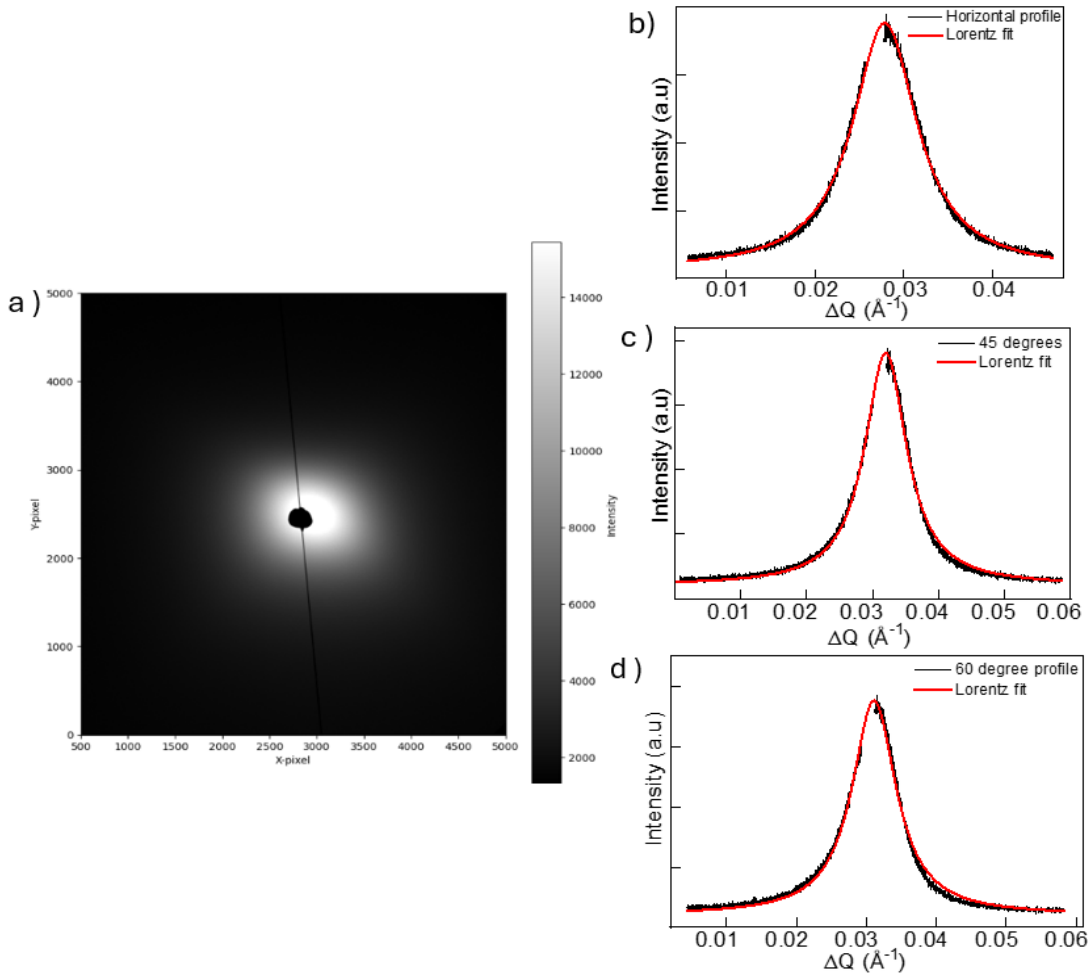 a )
5000
4000
3000
2000
1000
0
500 1000 1500 2000 2500 3000 3500 4000 4500 5000
X-pixel
Y-pixel
14000
12000
10000
8000
6000
4000
2000
Intensity
b )
Horizontal profile
Lorentz fit
Intensity (a.u)
0.01 0.02 0.03 0.04
ΔQ (Å⁻¹)
c )
45 degrees
Lorentz fit
Intensity (a.u)
0.01 0.02 0.03 0.04 0.05 0.06
ΔQ (Å⁻¹)
d )
60 degree profile
Lorentz fit
Intensity (a.u)
0.01 0.02 0.03 0.04 0.05 0.06
ΔQ (Å⁻¹)